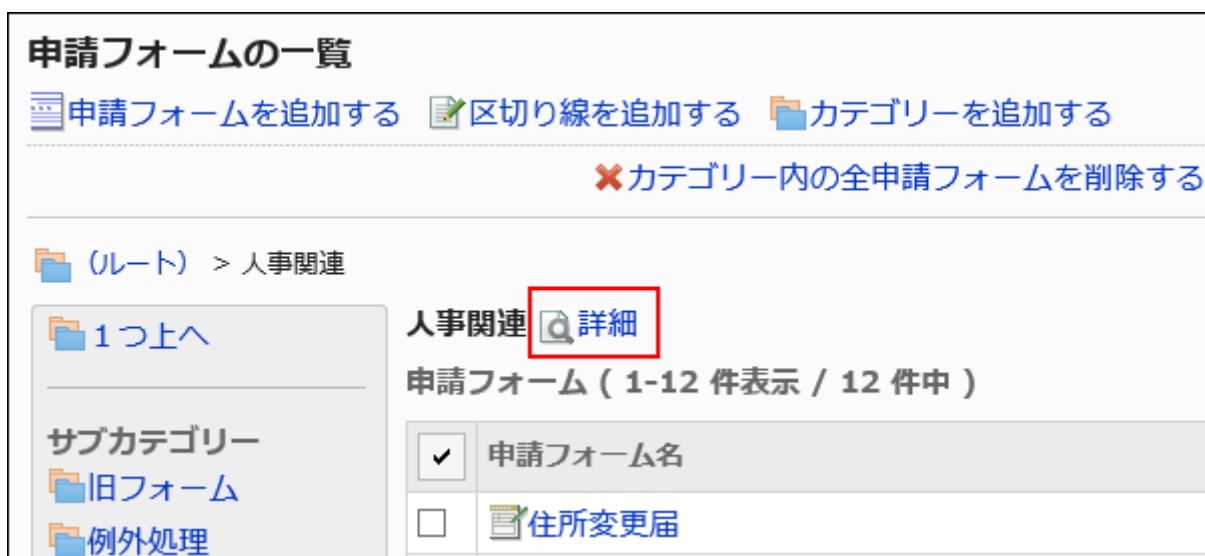 申請フォームの一覧
申請フォームを追加する 区切り線を追加する カテゴリーを追加する
カテゴリー内の全申請フォームを削除する
(ルート) > 人事関連
1つ上へ
サブカテゴリー
旧フォーム
例外処理
人事関連 詳細
申請フォーム ( 1-12 件表示 / 12 件中 )
申請フォーム名
住所変更届